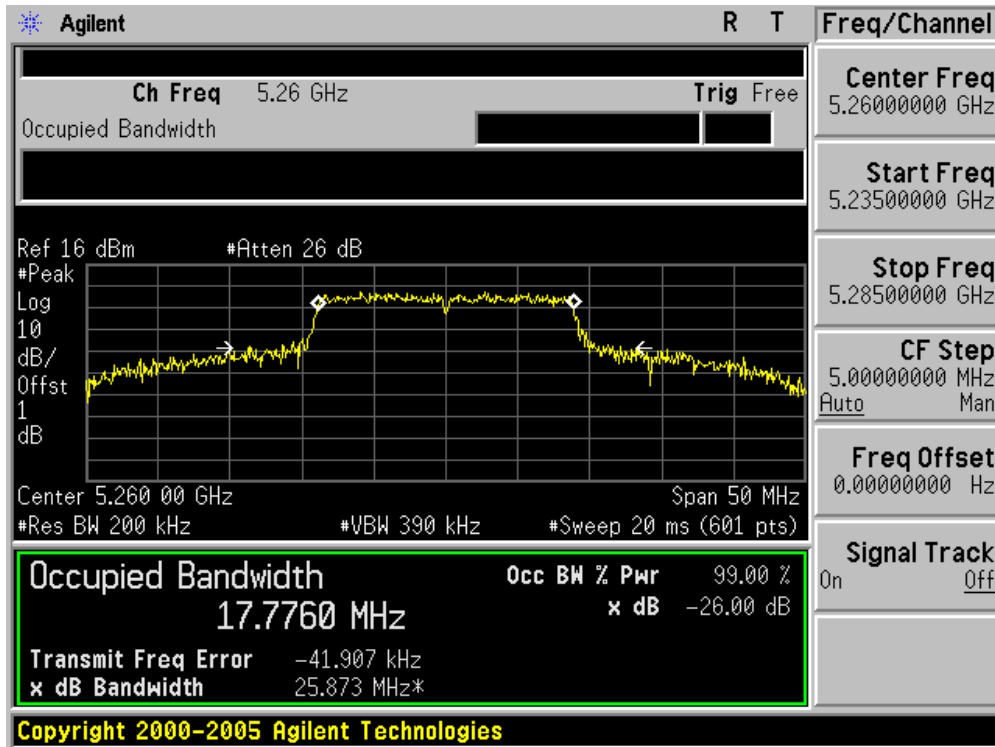 Agilent R T
Freq/Channel
Ch Freq 5.26 GHz Trig Free
Occupied Bandwidth
Center Freq
5.26000000 GHz
Start Freq
5.23500000 GHz
Stop Freq
5.28500000 GHz
CF Step
5.00000000 MHz
Auto Man
Freq Offset
0.00000000 Hz
Signal Track
On Off
Ref 16 dBm #Atten 26 dB
#Peak
Log
10
dB/
Offst
1
dB
Center 5.260 00 GHz Span 50 MHz
#Res BW 200 kHz #VBW 390 kHz #Sweep 20 ms (601 pts)
Occupied Bandwidth
17.7760 MHz
Occ BW % Pwr 99.00 %
x dB -26.00 dB
Transmit Freq Error -41.907 kHz
x dB Bandwidth 25.873 MHz*
Copyright 2000-2005 Agilent Technologies